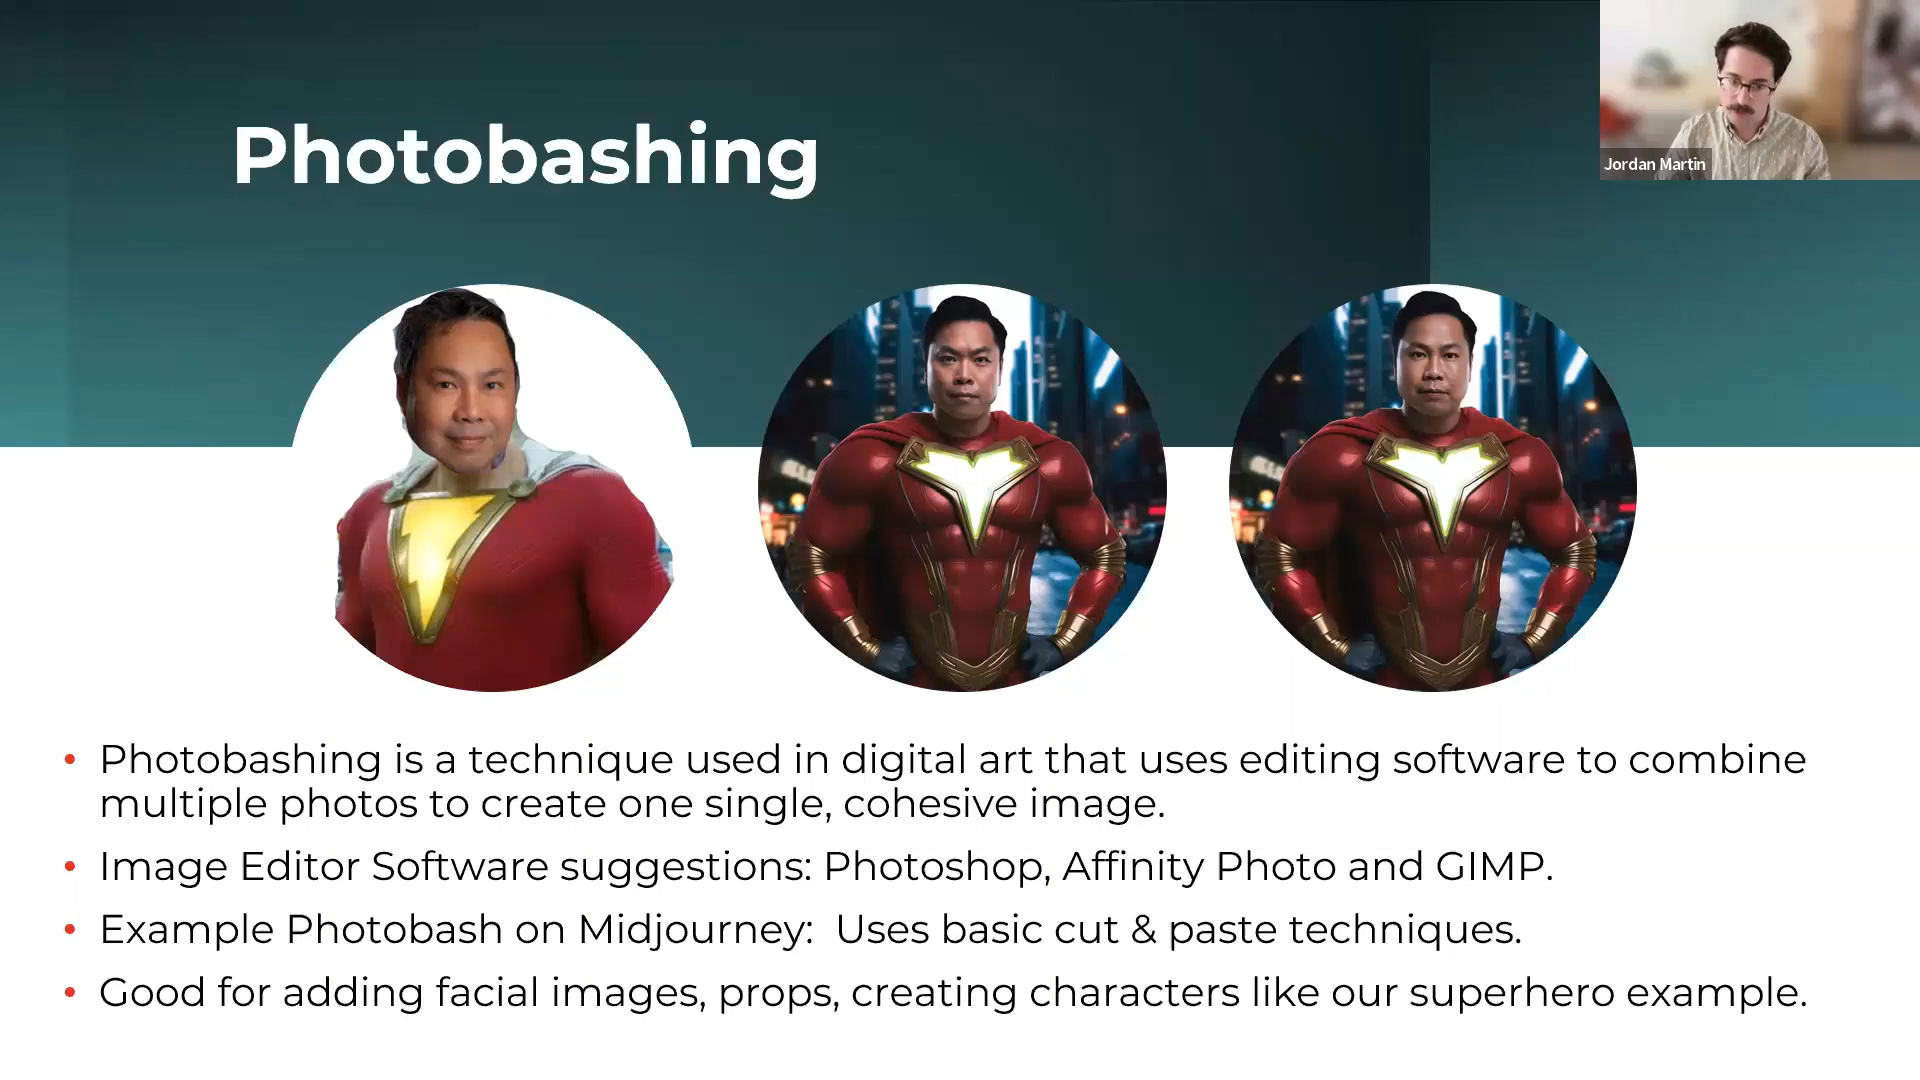 Photobashing
Jordan Martin
• Photobashing is a technique used in digital art that uses editing software to combine
multiple photos to create one single, cohesive image.
• Image Editor Software suggestions: Photoshop, Affinity Photo and GIMP.
• Example Photobash on Midjourney:  Uses basic cut & paste techniques.
• Good for adding facial images, props, creating characters like our superhero example.